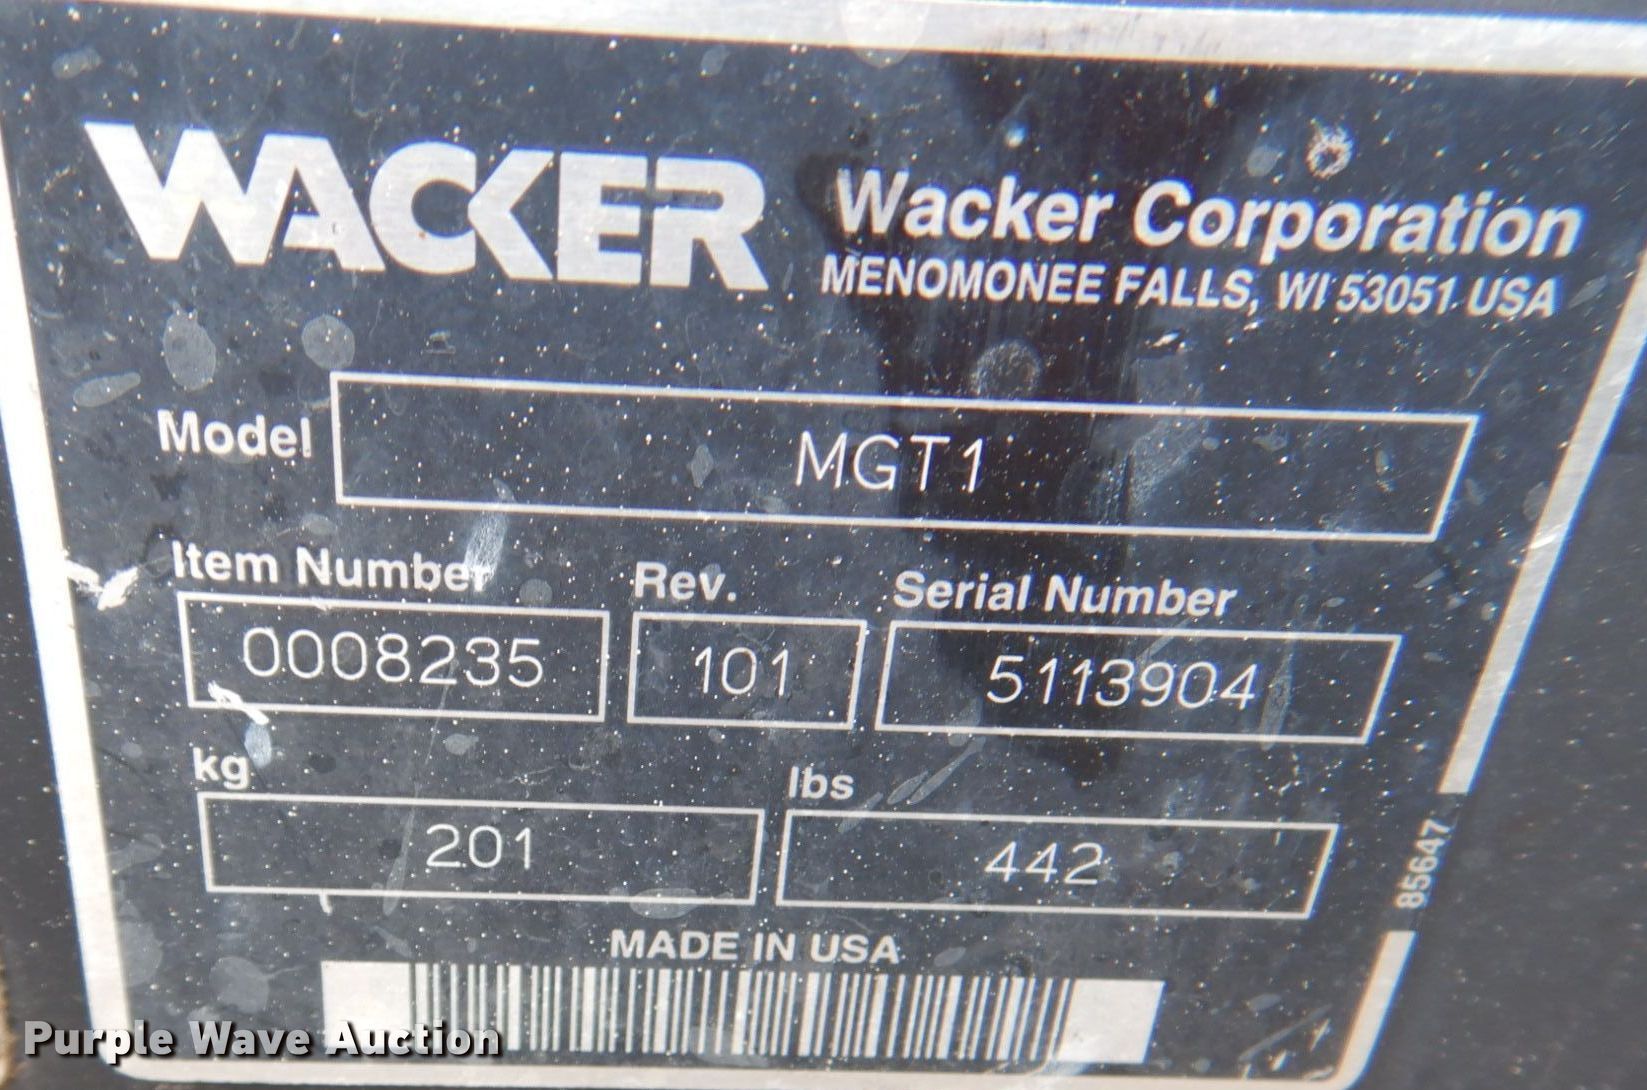 WACKER
Wacker Corporation
MENOMONEE FALLS, WI 53051 USA
Model MGT1
Item Number Rev. Serial Number
0008235 101 5113904
kg lbs
201 442
85647
MADE IN USA
Purple Wave Auction